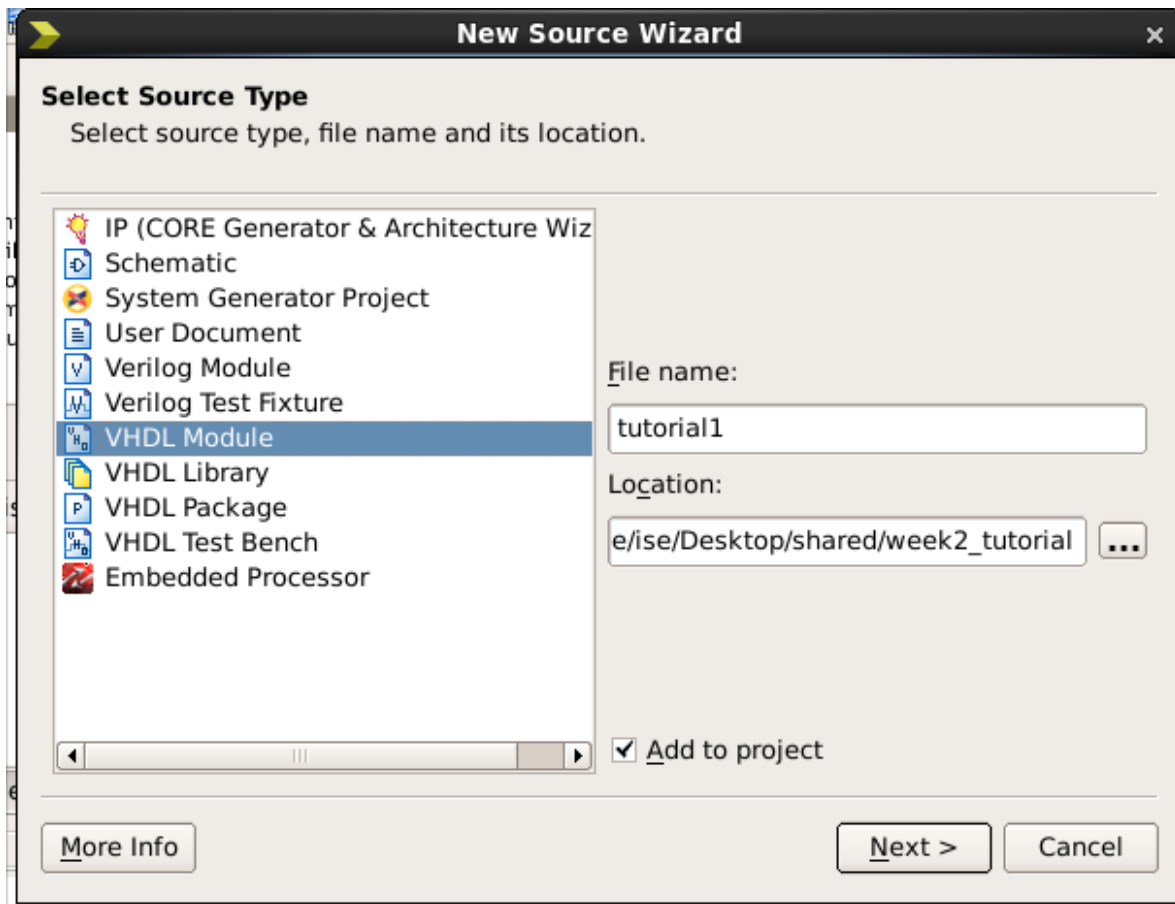 New Source Wizard
Select Source Type
Select source type, file name and its location.
IP (CORE Generator & Architecture Wiz
Schematic
System Generator Project
User Document
Verilog Module
Verilog Test Fixture
VHDL Module
VHDL Library
VHDL Package
VHDL Test Bench
Embedded Processor
File name:
tutorial1
Location:
e/ise/Desktop/shared/week2_tutorial
...
Add to project
More Info
Next >
Cancel